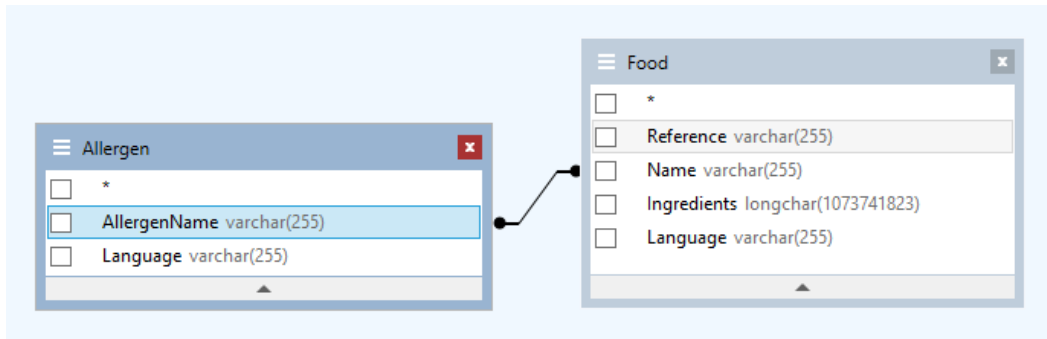 Allergen
*
AllergenName varchar(255)
Language varchar(255)
Food
*
Reference varchar(255)
Name varchar(255)
Ingredients longchar(1073741823)
Language varchar(255)